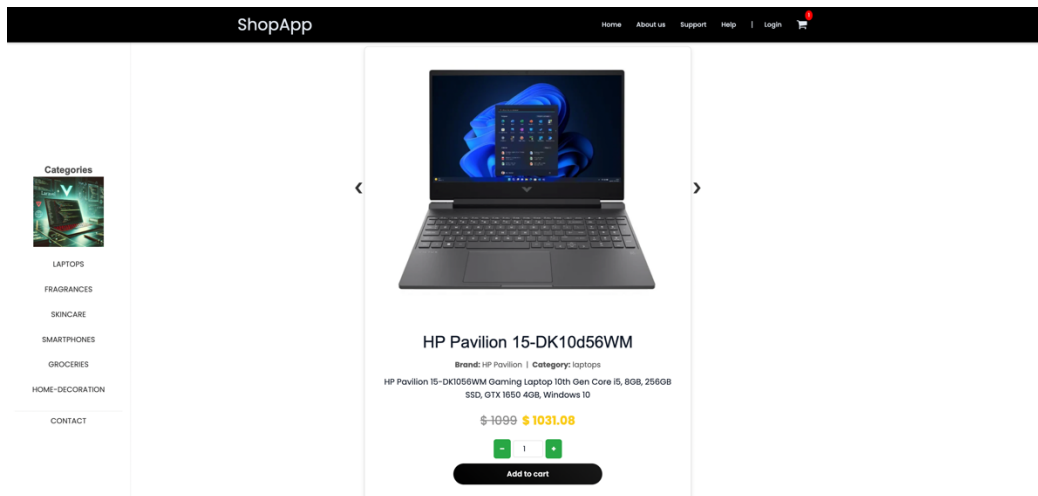 ShopApp
Home About us Support Help | Login
1
Categories
LAPTOPS
FRAGRANCES
SKINCARE
SMARTPHONES
GROCERIES
HOME-DECORATION
CONTACT
HP Pavilion 15-DK10d56WM
Brand: HP Pavilion | Category: laptops
HP Pavilion 15-DK1056WM Gaming Laptop 10th Gen Core i5, 8GB, 256GB
SSD, GTX 1650 4GB, Windows 10
$ 1099 $ 1031.08
- 1 +
Add to cart